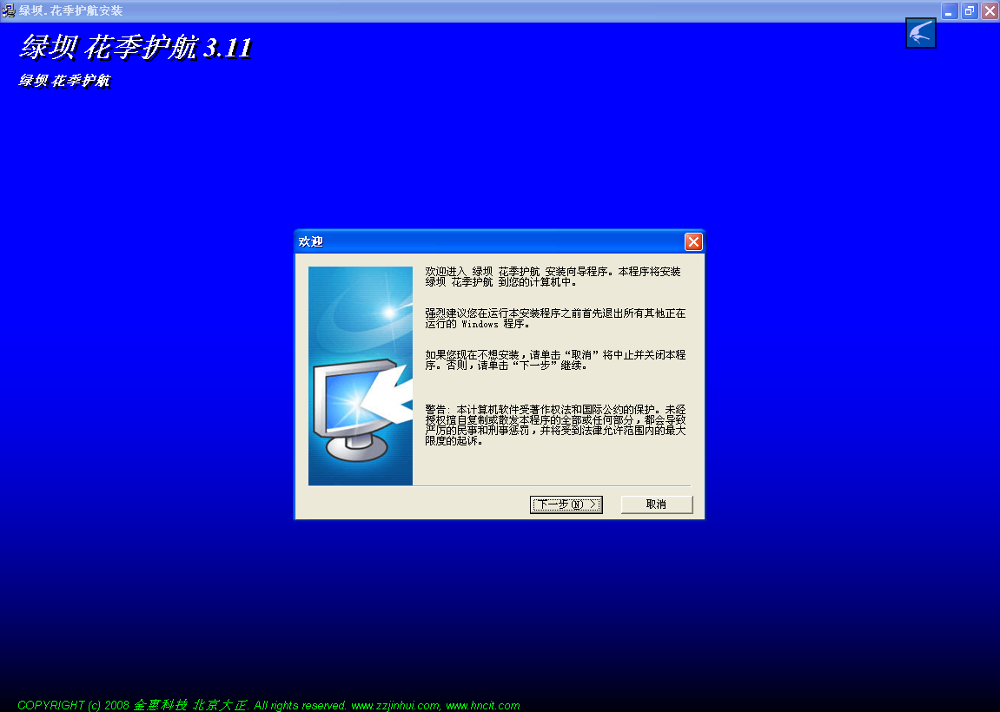 绿坝.花季护航安装
绿坝 花季护航 3.11
绿坝 花季护航
欢迎
欢迎进入 绿坝 花季护航 安装向导程序。本程序将安装
绿坝 花季护航 到您的计算机中。
强烈建议您在运行本安装程序之前首先退出所有其他正在
运行的 Windows 程序。
如果您现在不想安装，请单击“取消”将中止并关闭本程
序。否则，请单击“下一步”继续。
警告: 本计算机软件受著作权法和国际公约的保护。未经
授权擅自复制或散发本程序的全部或任何部分，都会导致
严厉的民事和刑事惩罚，并将受到法律允许范围内的最大
限度的起诉。
下一步(N) >
取消
COPYRIGHT (c) 2008 金惠科技 北京大正. All rights reserved. www.zzjinhui.com, www.hncit.com